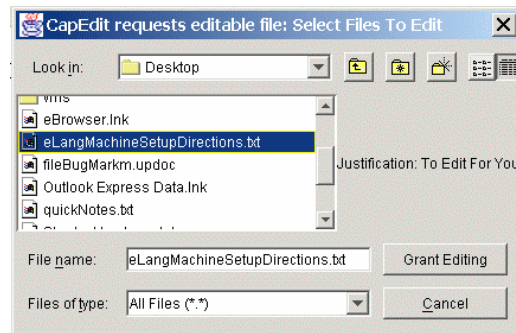 CapEdit requests editable file: Select Files To Edit
Look in: Desktop
vms
eBrowser.lnk
eLangMachineSetupDirections.txt
fileBugMarkm.updoc
Outlook Express Data.lnk
quickNotes.txt
Justification: To Edit For You
File name: eLangMachineSetupDirections.txt Grant Editing
Files of type: All Files (*.*) Cancel